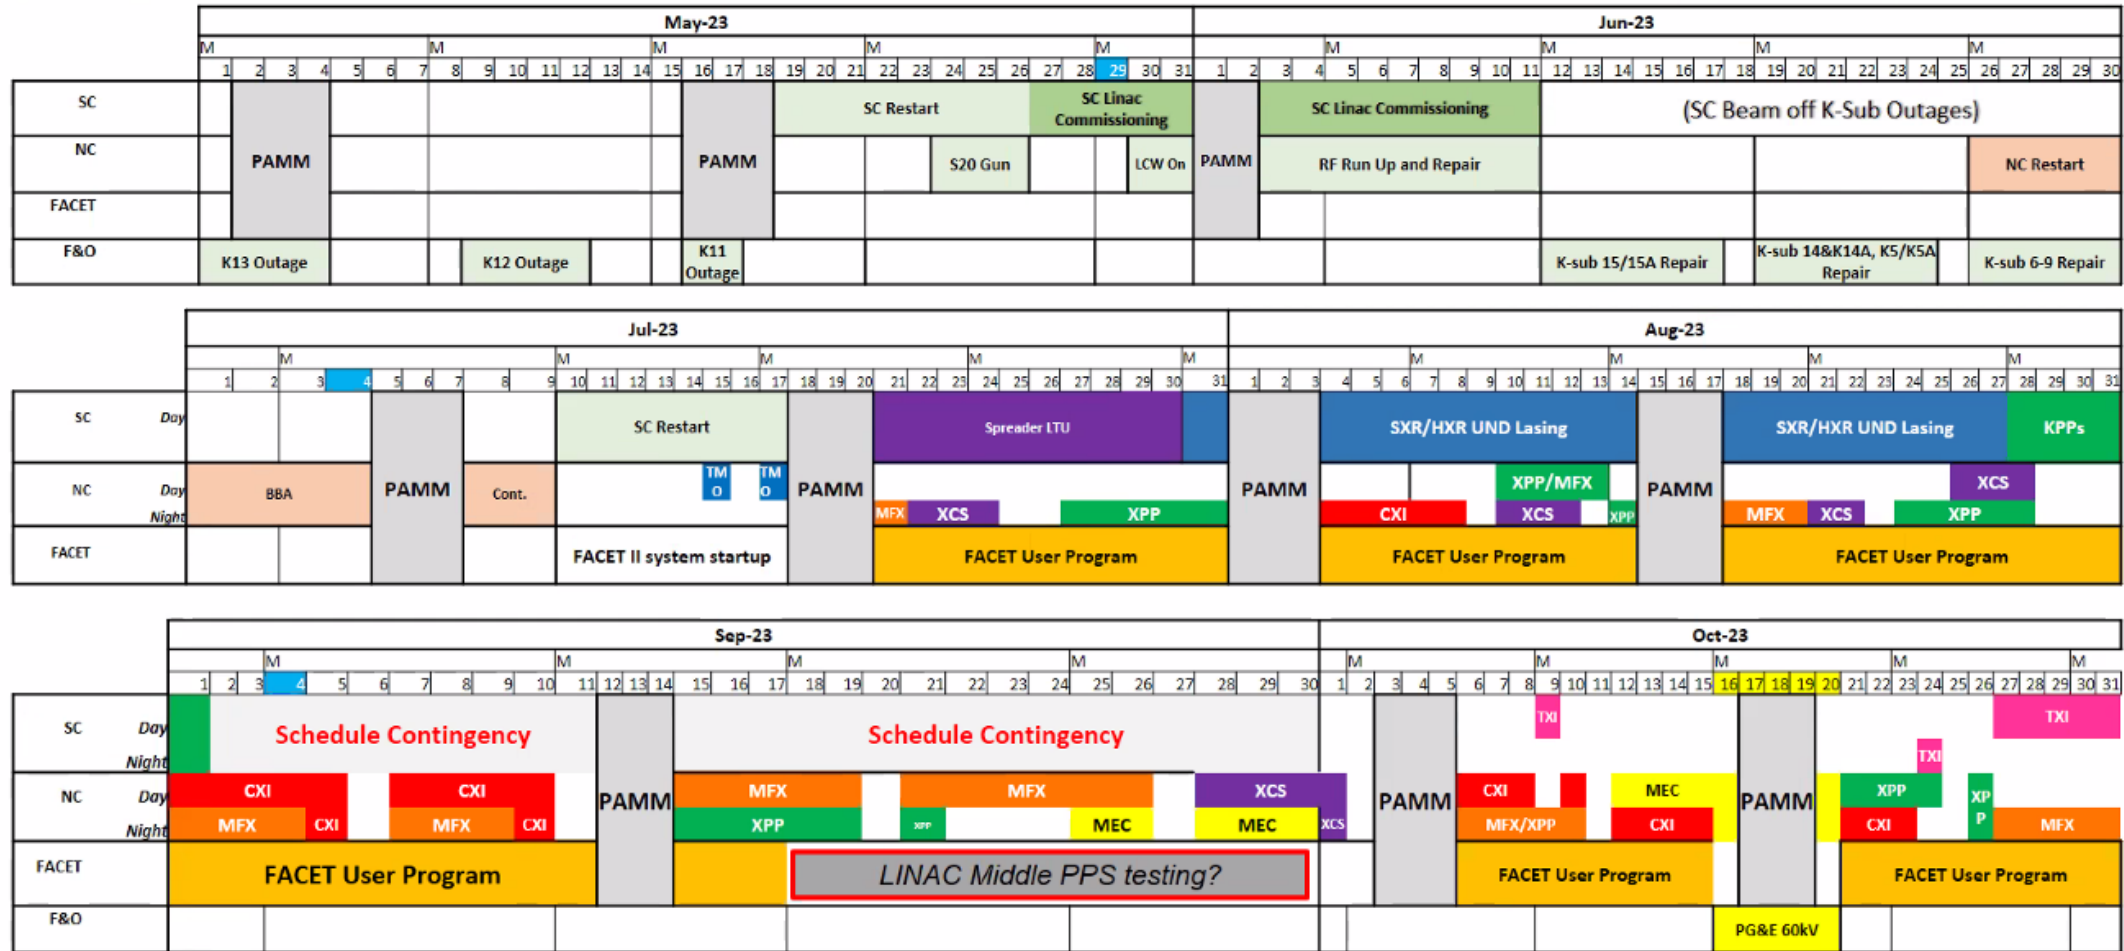 May-23 Jun-23
M M M M M M M M M
1 2 3 4 5 6 7 8 9 10 11 12 13 14 15 16 17 18 19 20 21 22 23 24 25 26 27 28 29 30 31 1 2 3 4 5 6 7 8 9 10 11 12 13 14 15 16 17 18 19 20 21 22 23 24 25 26 27 28 29 30
SC SC Restart SC Linac Commissioning SC Linac Commissioning (SC Beam off K-Sub Outages)
NC PAMM PAMM S20 Gun LCW On PAMM RF Run Up and Repair NC Restart
FACET
F&O K13 Outage K12 Outage K11 Outage K-sub 15/15A Repair K-sub 14&K14A, K5/K5A Repair K-sub 6-9 Repair
Jul-23 Aug-23
M M M M M M M M M
1 2 3 4 5 6 7 8 9 10 11 12 13 14 15 16 17 18 19 20 21 22 23 24 25 26 27 28 29 30 31 1 2 3 4 5 6 7 8 9 10 11 12 13 14 15 16 17 18 19 20 21 22 23 24 25 26 27 28 29 30 31
SC Day SC Restart Spreader LTU SXR/HXR UND Lasing SXR/HXR UND Lasing KPPs
NC Day BBA PAMM Cont. TMO TMO PAMM PAMM XPP/MFX PAMM XCS
Night MFX XCS XPP CXI XCS XPP MFX XCS XPP
FACET FACET II system startup FACET User Program FACET User Program FACET User Program
Sep-23 Oct-23
M M M M M M M M M
1 2 3 4 5 6 7 8 9 10 11 12 13 14 15 16 17 18 19 20 21 22 23 24 25 26 27 28 29 30 1 2 3 4 5 6 7 8 9 10 11 12 13 14 15 16 17 18 19 20 21 22 23 24 25 26 27 28 29 30 31
SC Day Schedule Contingency Schedule Contingency TXI TXI
Night TXI
NC Day CXI CXI PAMM MFX MFX XCS PAMM CXI MEC PAMM XPP XPP
Night MFX CXI MFX CXI XPP XPP MEC MEC XCS MFX/XPP CXI CXI MFX
FACET FACET User Program LINAC Middle PPS testing? FACET User Program FACET User Program
F&O PG&E 60kV